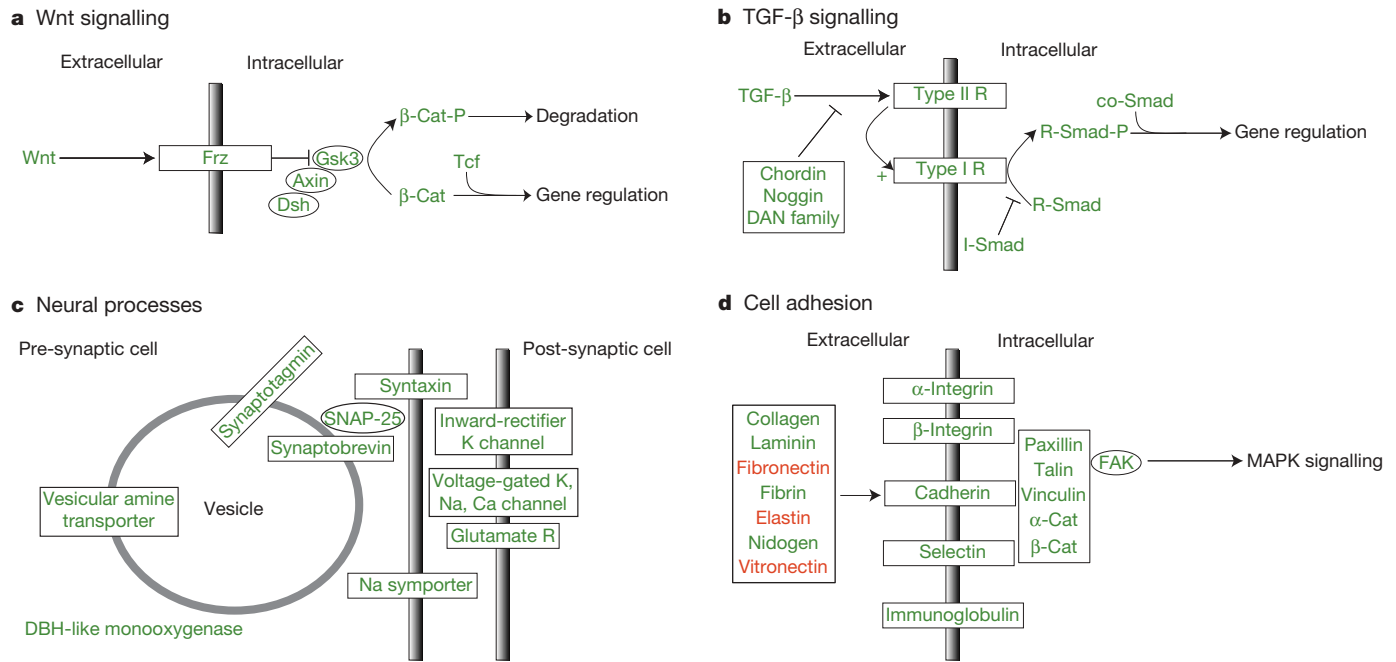 a Wnt signalling
Extracellular
Intracellular
Wnt
Frz
Gsk3
Axin
Dsh
β-Cat-P
Degradation
Tcf
β-Cat
Gene regulation
b TGF-β signalling
Extracellular
Intracellular
TGF-β
Type II R
co-Smad
R-Smad-P
Gene regulation
Chordin
Noggin
DAN family
+
Type I R
R-Smad
I-Smad
c Neural processes
Pre-synaptic cell
Post-synaptic cell
Synaptotagmin
Syntaxin
SNAP-25
Synaptobrevin
Inward-rectifier
K channel
Vesicular amine
transporter
Vesicle
Voltage-gated K,
Na, Ca channel
Glutamate R
Na symporter
DBH-like monooxygenase
d Cell adhesion
Extracellular
Intracellular
Collagen
Laminin
Fibronectin
Fibrin
Elastin
Nidogen
Vitronectin
α-Integrin
β-Integrin
Cadherin
Selectin
Immunoglobulin
Paxillin
Talin
Vinculin
α-Cat
β-Cat
FAK
MAPK signalling